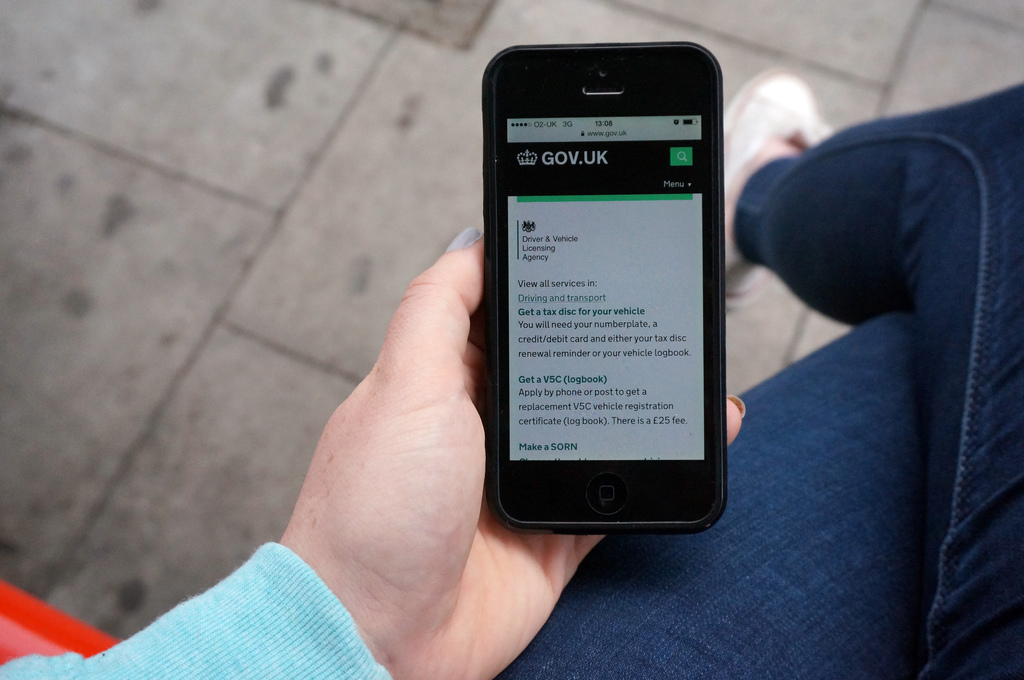 O2-UK 3G 13:08
www.gov.uk
GOV.UK
Menu
Driver & Vehicle
Licensing
Agency
View all services in:
Driving and transport
Get a tax disc for your vehicle
You will need your numberplate, a
credit/debit card and either your tax disc
renewal reminder or your vehicle logbook.
Get a V5C (logbook)
Apply by phone or post to get a
replacement V5C vehicle registration
certificate (log book). There is a £25 fee.
Make a SORN